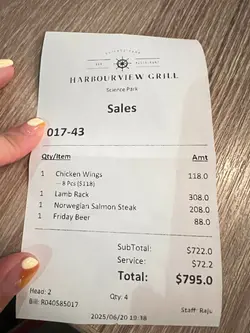 HARBOURVIEW GRILL
Science Park
Sales
017-43
Qty/Item Amt
1 Chicken Wings 118.0
-- 8 Pcs ($118)
1 Lamb Rack 308.0
1 Norwegian Salmon Steak 208.0
1 Friday Beer 88.0
SubTotal: $722.0
Service: $72.2
Total: $795.0
Head: 2 Qty: 4
Bill: R040585017 Staff: Raju
2025/06/20 19:38